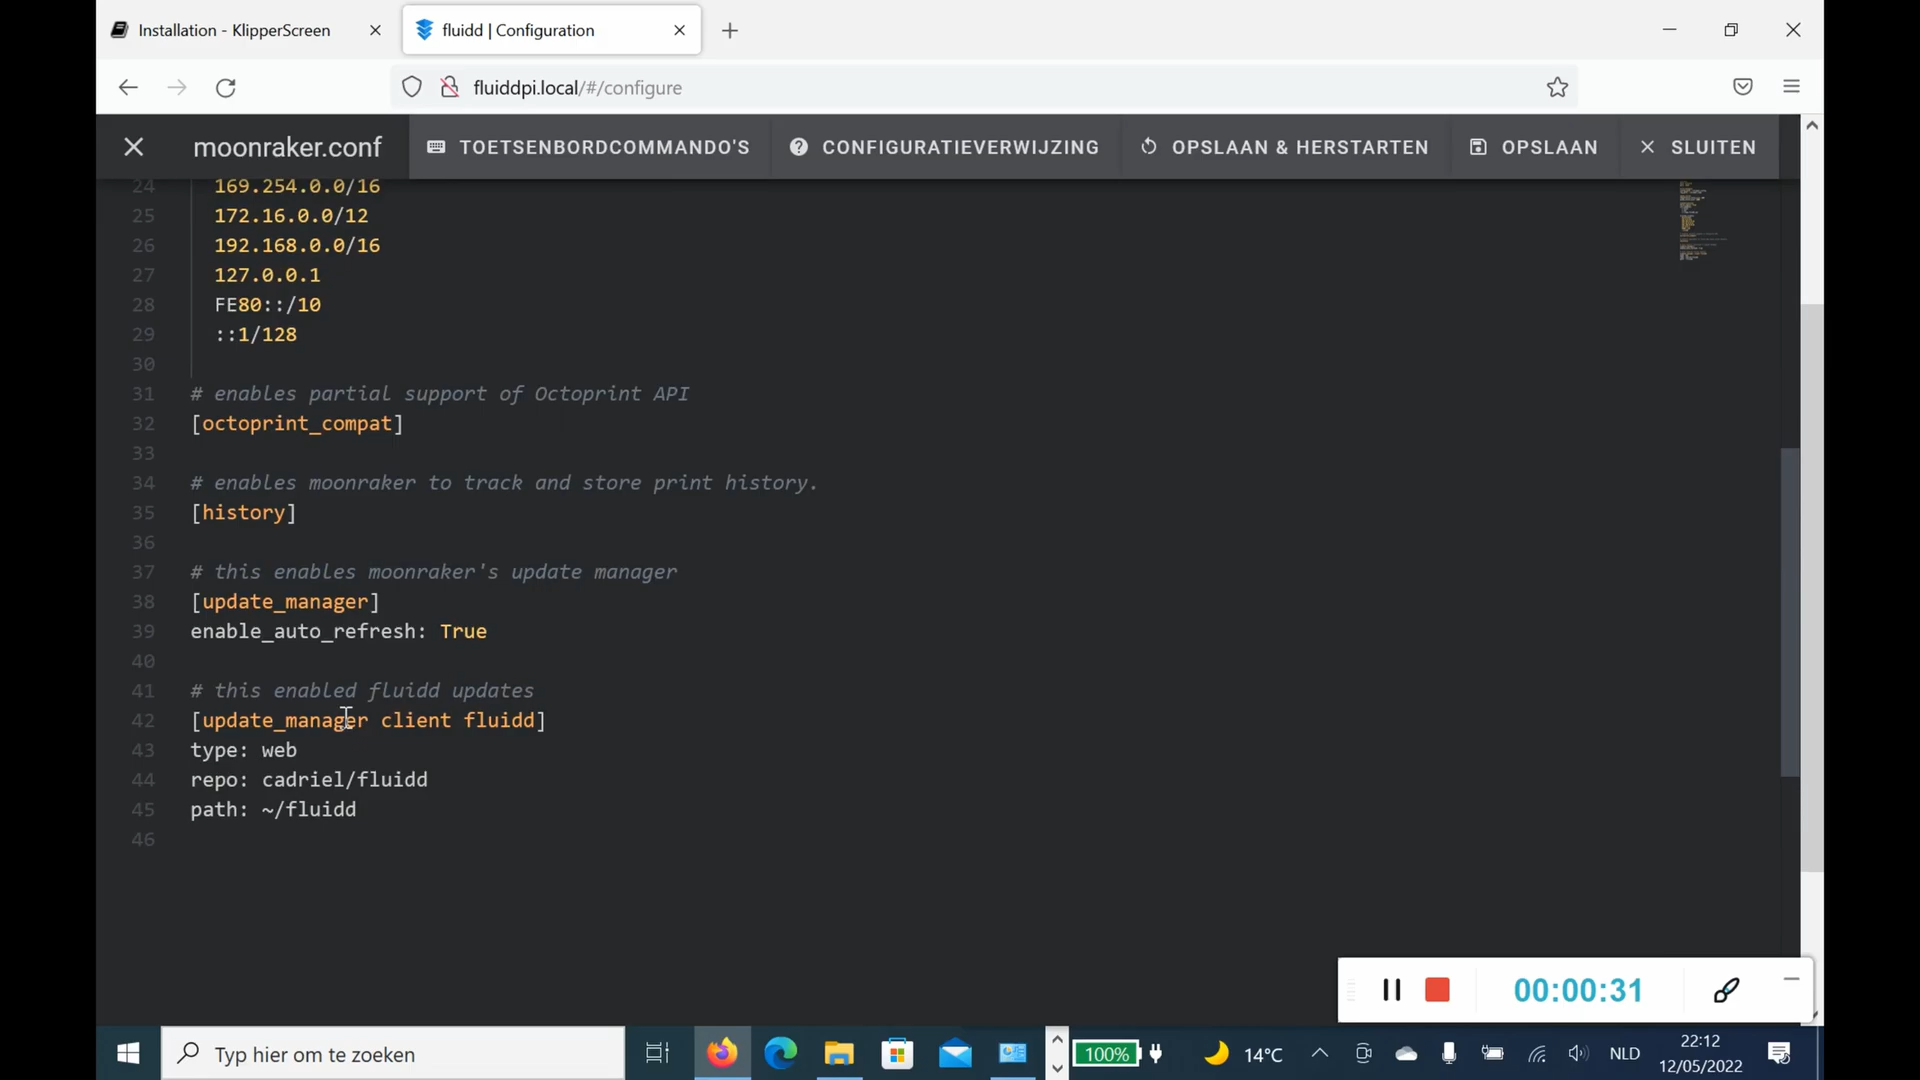 Installation - KlipperScreen
fluidd | Configuration
fluiddpi.local/#/configure
moonraker.conf
TOETSENBORDCOMMANDO'S
CONFIGURATIEVERWIJZING
OPSLAAN & HERSTARTEN
OPSLAAN
SLUITEN
24 169.254.0.0/16
25 172.16.0.0/12
26 192.168.0.0/16
27 127.0.0.1
28 FE80::/10
29 ::1/128
30
31 # enables partial support of Octoprint API
32 [octoprint_compat]
33
34 # enables moonraker to track and store print history.
35 [history]
36
37 # this enables moonraker's update manager
38 [update_manager]
39 enable_auto_refresh: True
40
41 # this enabled fluidd updates
42 [update_manager client fluidd]
43 type: web
44 repo: cadriel/fluidd
45 path: ~/fluidd
46
00:00:31
Typ hier om te zoeken
100%
14°C
NLD
22:12
12/05/2022